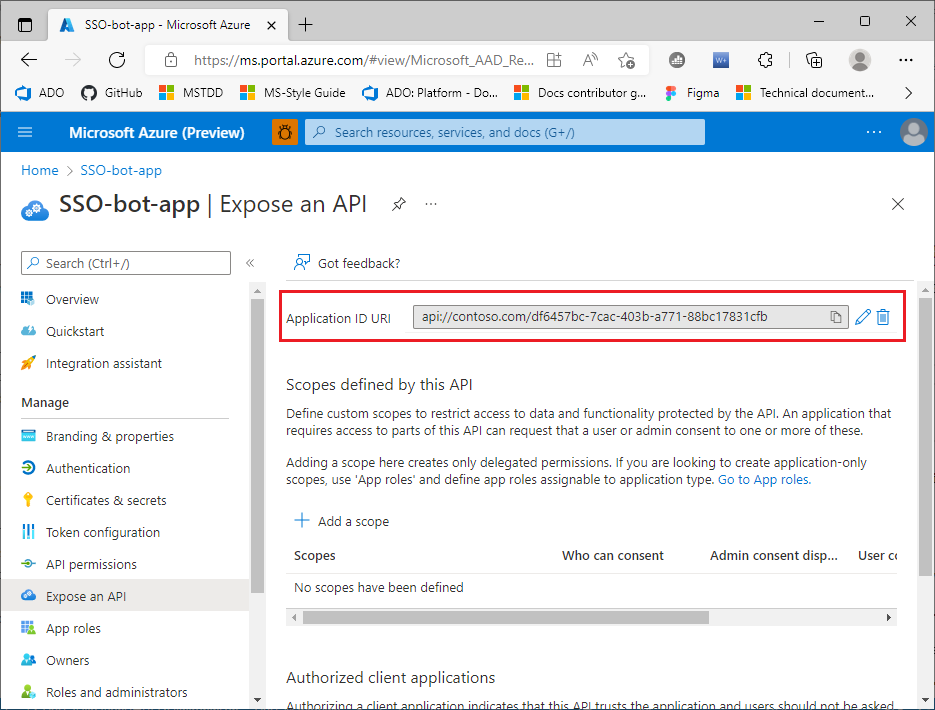 SSO-bot-app - Microsoft Azure
https://ms.portal.azure.com/#view/Microsoft_AAD_Re...
ADO
GitHub
MSTDD
MS-Style Guide
ADO: Platform - Do...
Docs contributor g...
Figma
Technical document...
Microsoft Azure (Preview)
Search resources, services, and docs (G+/)
Home > SSO-bot-app
SSO-bot-app | Expose an API
Search (Ctrl+/)
Got feedback?
Overview
Quickstart
Integration assistant
Manage
Branding & properties
Authentication
Certificates & secrets
Token configuration
API permissions
Expose an API
App roles
Owners
Roles and administrators
Application ID URI
api://contoso.com/df6457bc-7cac-403b-a771-88bc17831cfb
Scopes defined by this API
Define custom scopes to restrict access to data and functionality protected by the API. An application that
requires access to parts of this API can request that a user or admin consent to one or more of these.
Adding a scope here creates only delegated permissions. If you are looking to create application-only
scopes, use 'App roles' and define app roles assignable to application type. Go to App roles.
Add a scope
Scopes Who can consent Admin consent disp... User co
No scopes have been defined
Authorized client applications
Authorizing a client application indicates that this API trusts the application and users should not be asked